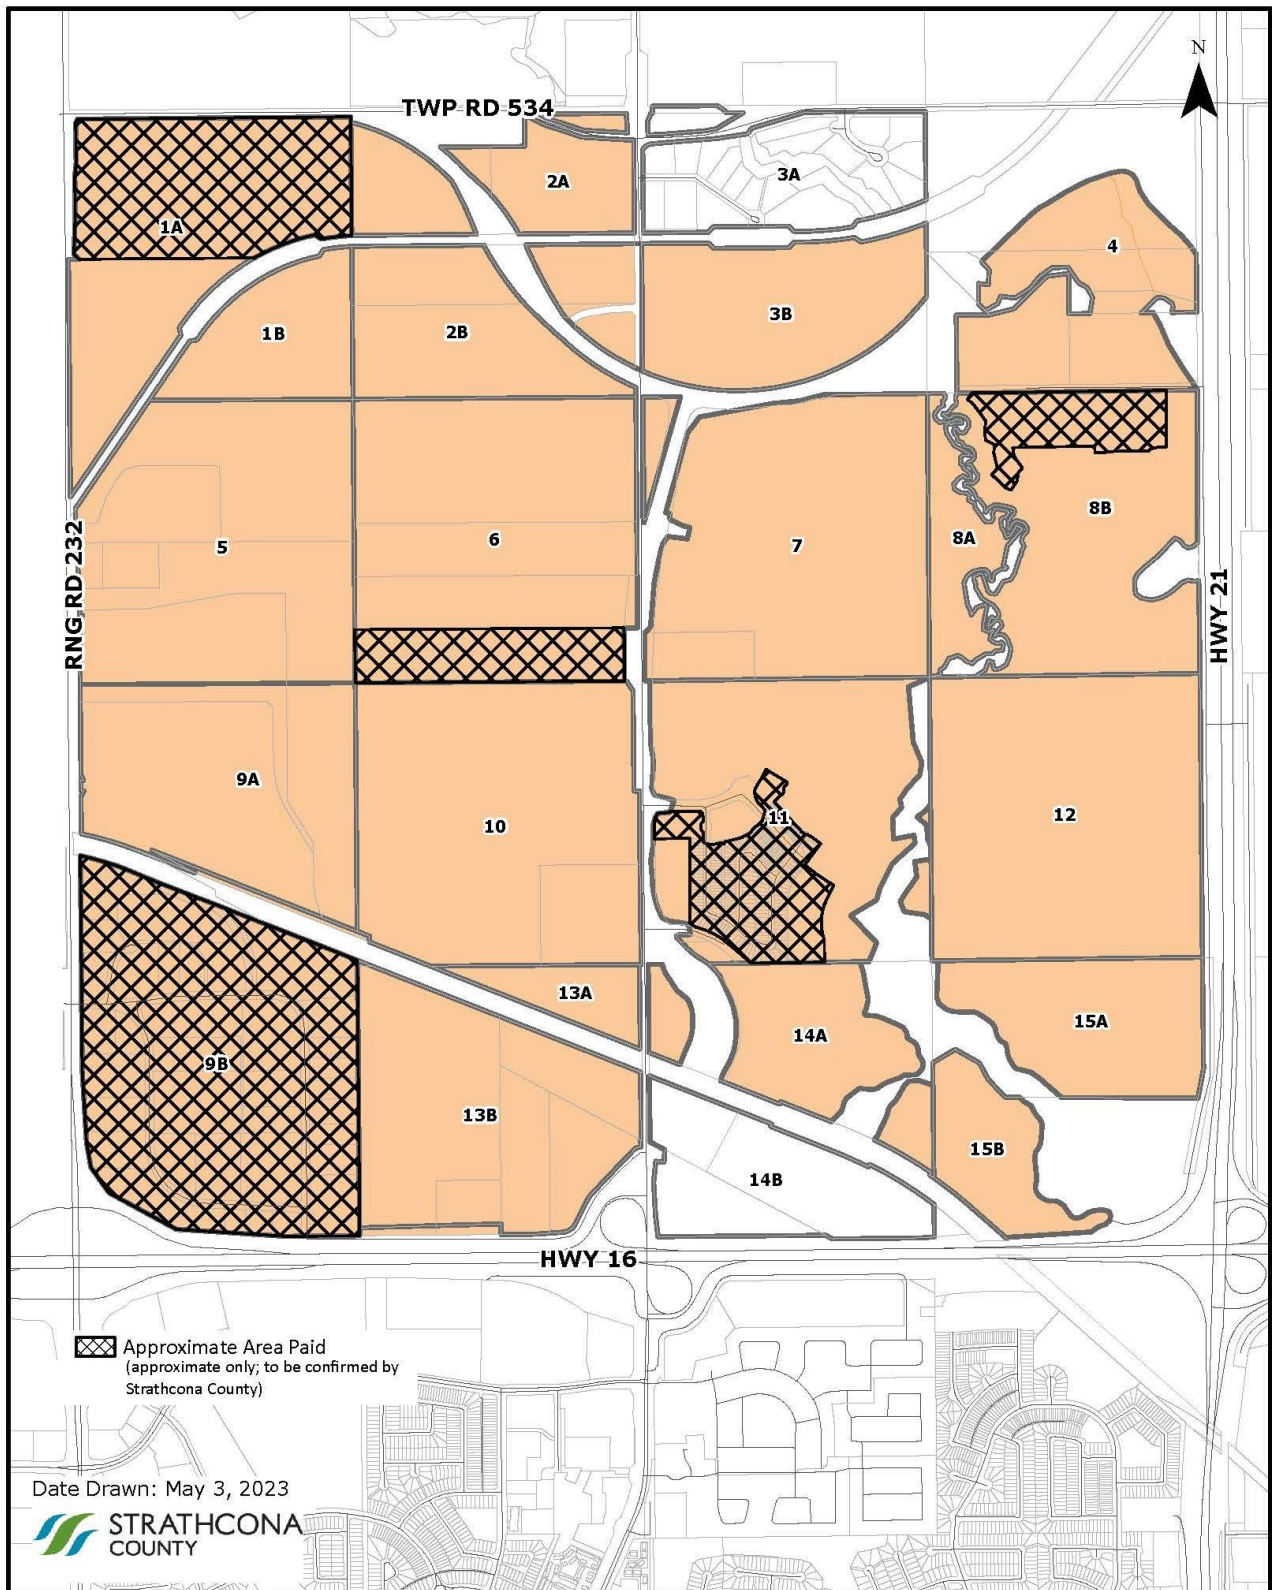 N
TWP RD 534
1A
2A
3A
4
1B
2B
3B
RNG RD 232
5
6
7
8A
8B
HWY 21
9A
10
11
12
13A
14A
15A
9B
13B
14B
15B
HWY 16
Approximate Area Paid
(approximate only; to be confirmed by
Strathcona County)
Date Drawn: May 3, 2023
STRATHCONA
COUNTY